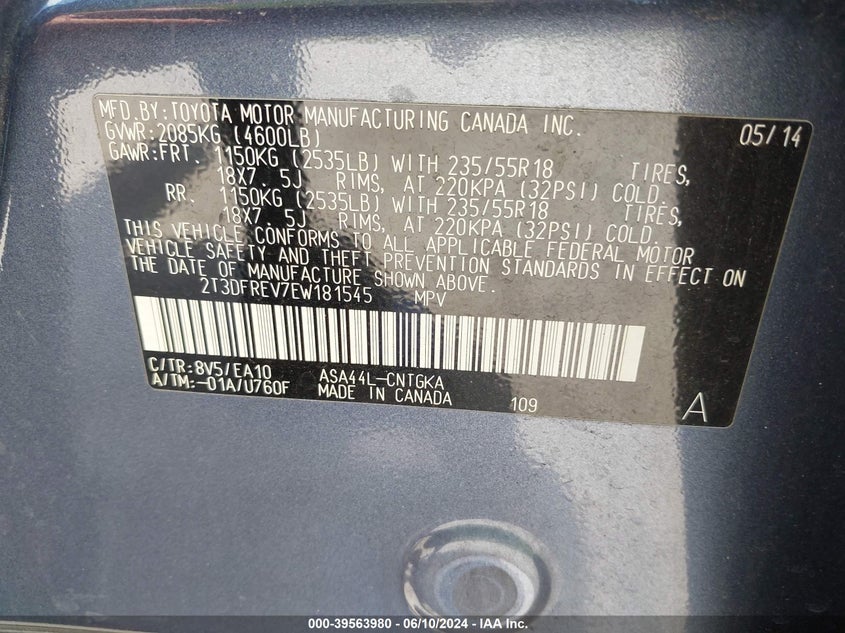 MFD.BY:TOYOTA MOTOR MANUFACTURING CANADA INC. 05/14
GVWR:2085KG (4600LB)
GAWR:FRT. 1150KG (2535LB) WITH 235/55R18 TIRES,
18X7.5J RIMS, AT 220KPA (32PSI) COLD.
RR. 1150KG (2535LB) WITH 235/55R18 TIRES,
18X7.5J RIMS, AT 220KPA (32PSI) COLD.
THIS VEHICLE CONFORMS TO ALL APPLICABLE FEDERAL MOTOR
VEHICLE SAFETY AND THEFT PREVENTION STANDARDS IN EFFECT ON
THE DATE OF MANUFACTURE SHOWN ABOVE.
2T3DFREV7EW181545 MPV
C/TR:8V5/EA10 ASA44L-CNTGKA
A/TM:-01A/U760F MADE IN CANADA 109 A
000-39563980 - 06/10/2024 - IAA Inc.